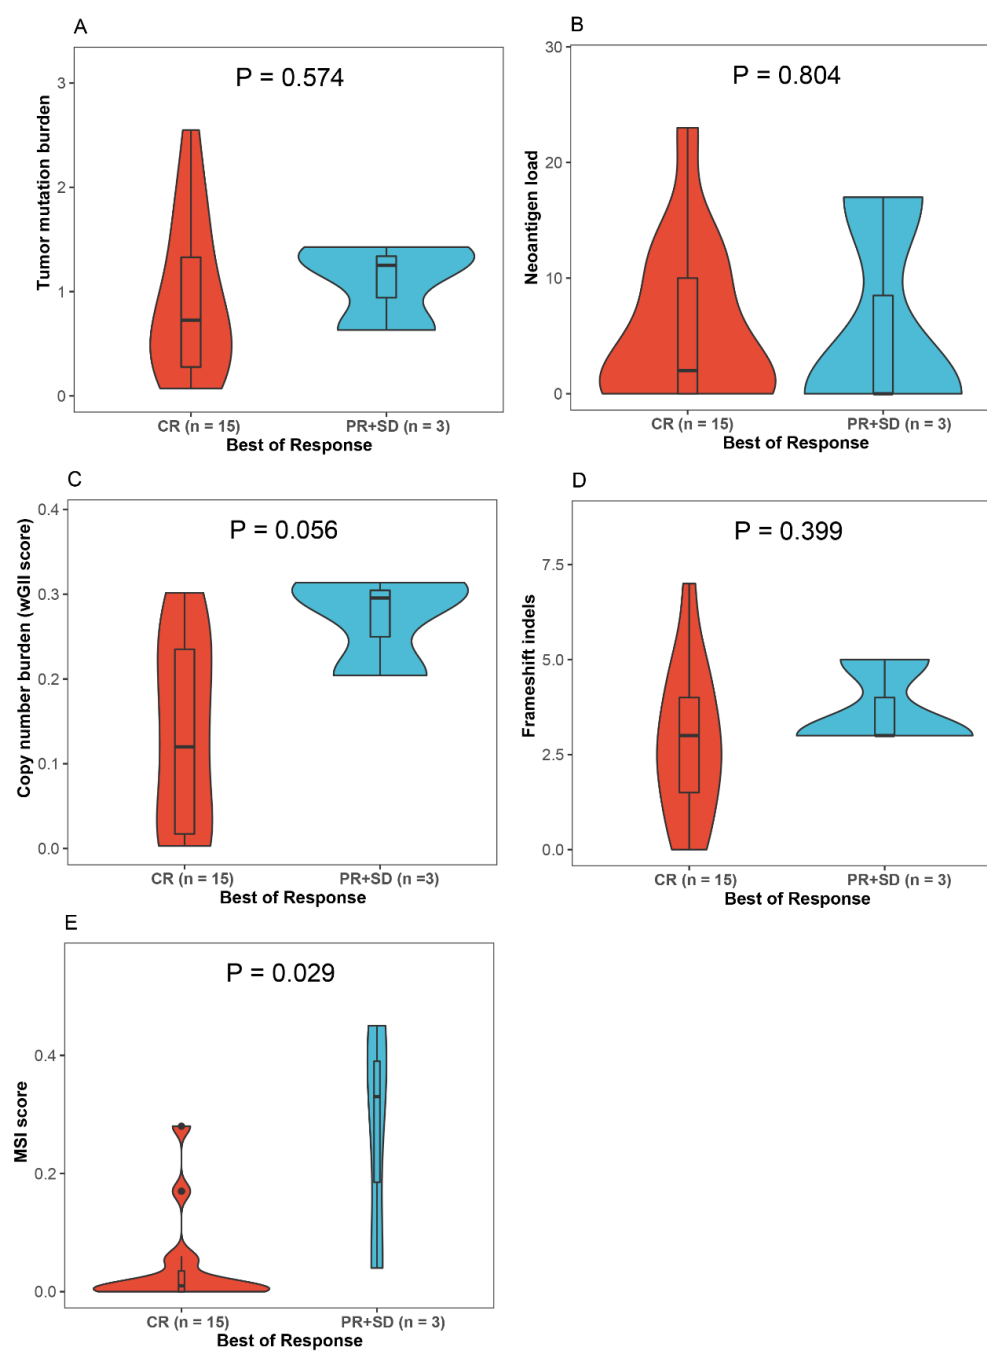 A
P = 0.574
Tumor mutation burden
3
2
1
0
CR (n = 15)
PR+SD (n = 3)
Best of Response
B
P = 0.804
Neoantigen load
30
20
10
0
CR (n = 15)
PR+SD (n = 3)
Best of Response
C
P = 0.056
Copy number burden (wGII score)
0.4
0.3
0.2
0.1
0.0
CR (n = 15)
PR+SD (n =3)
Best of Response
D
P = 0.399
Frameshift indels
7.5
5.0
2.5
0.0
CR (n = 15)
PR+SD (n = 3)
Best of Response
E
P = 0.029
MSI score
0.4
0.2
0.0
CR (n = 15)
PR+SD (n = 3)
Best of Response